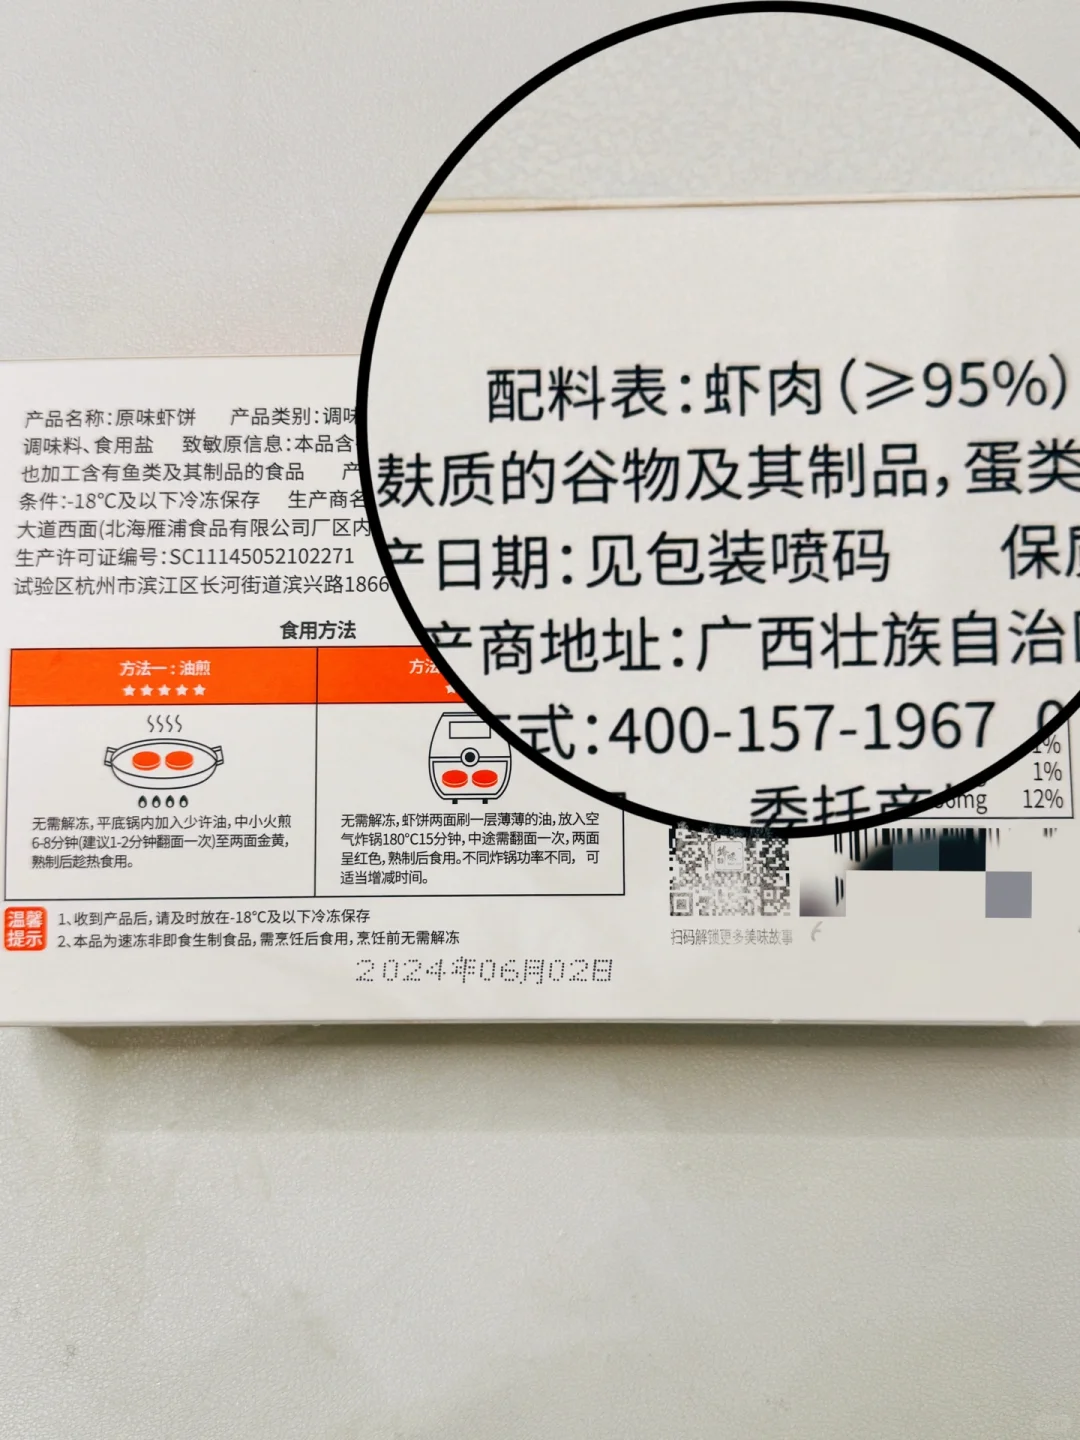 配料表：虾肉（≥95%）
麸质的谷物及其制品，蛋类
产日期：见包装喷码 保质
产商地址：广西壮族自治区
式：400-157-1967
委托商
产品名称：原味虾饼 产品类别：调味
调味料、食用盐 致敏原信息：本品含
也加工含有鱼类及其制品的食品 产
条件：-18℃及以下冷冻保存 生产商名
大道西面(北海雁浦食品有限公司厂区内
生产许可证编号：SC11145052102271
试验区杭州市滨江区长河街道滨兴路1866
食用方法
方法一：油煎
★★★★★
无需解冻，平底锅内加入少许油，中小火煎
6-8分钟(建议1-2分钟翻面一次)至两面金黄，
熟制后趁热食用。
方法
无需解冻，虾饼两面刷一层薄薄的油，放入空
气炸锅180℃15分钟，中途需翻面一次，两面
呈红色，熟制后食用。不同炸锅功率不同，可
适当增减时间。
1%
1%
mg 12%
温馨
提示
1、收到产品后，请及时放在-18℃及以下冷冻保存
2、本品为速冻非即食生制食品，需烹饪后食用，烹饪前无需解冻
扫码解锁更多美味故事
2024年06月02日